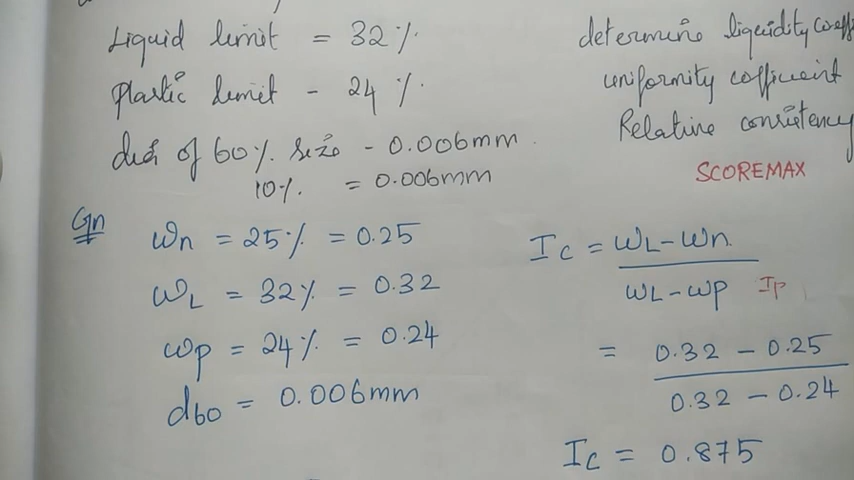 Liquid limit = 32 %.
Plastic limit - 24 %.
dia of 60% size - 0.006mm
10%. = 0.006mm
determine liquidity coeffi
uniformity cofficient
Relative consistency
SCOREMAX
Gn
Wn = 25% = 0.25
WL = 32% = 0.32
Wp = 24% = 0.24
d60 = 0.006mm
Ic = WL-Wn
WL-Wp Ip
= 0.32 - 0.25
0.32 - 0.24
Ic = 0.875